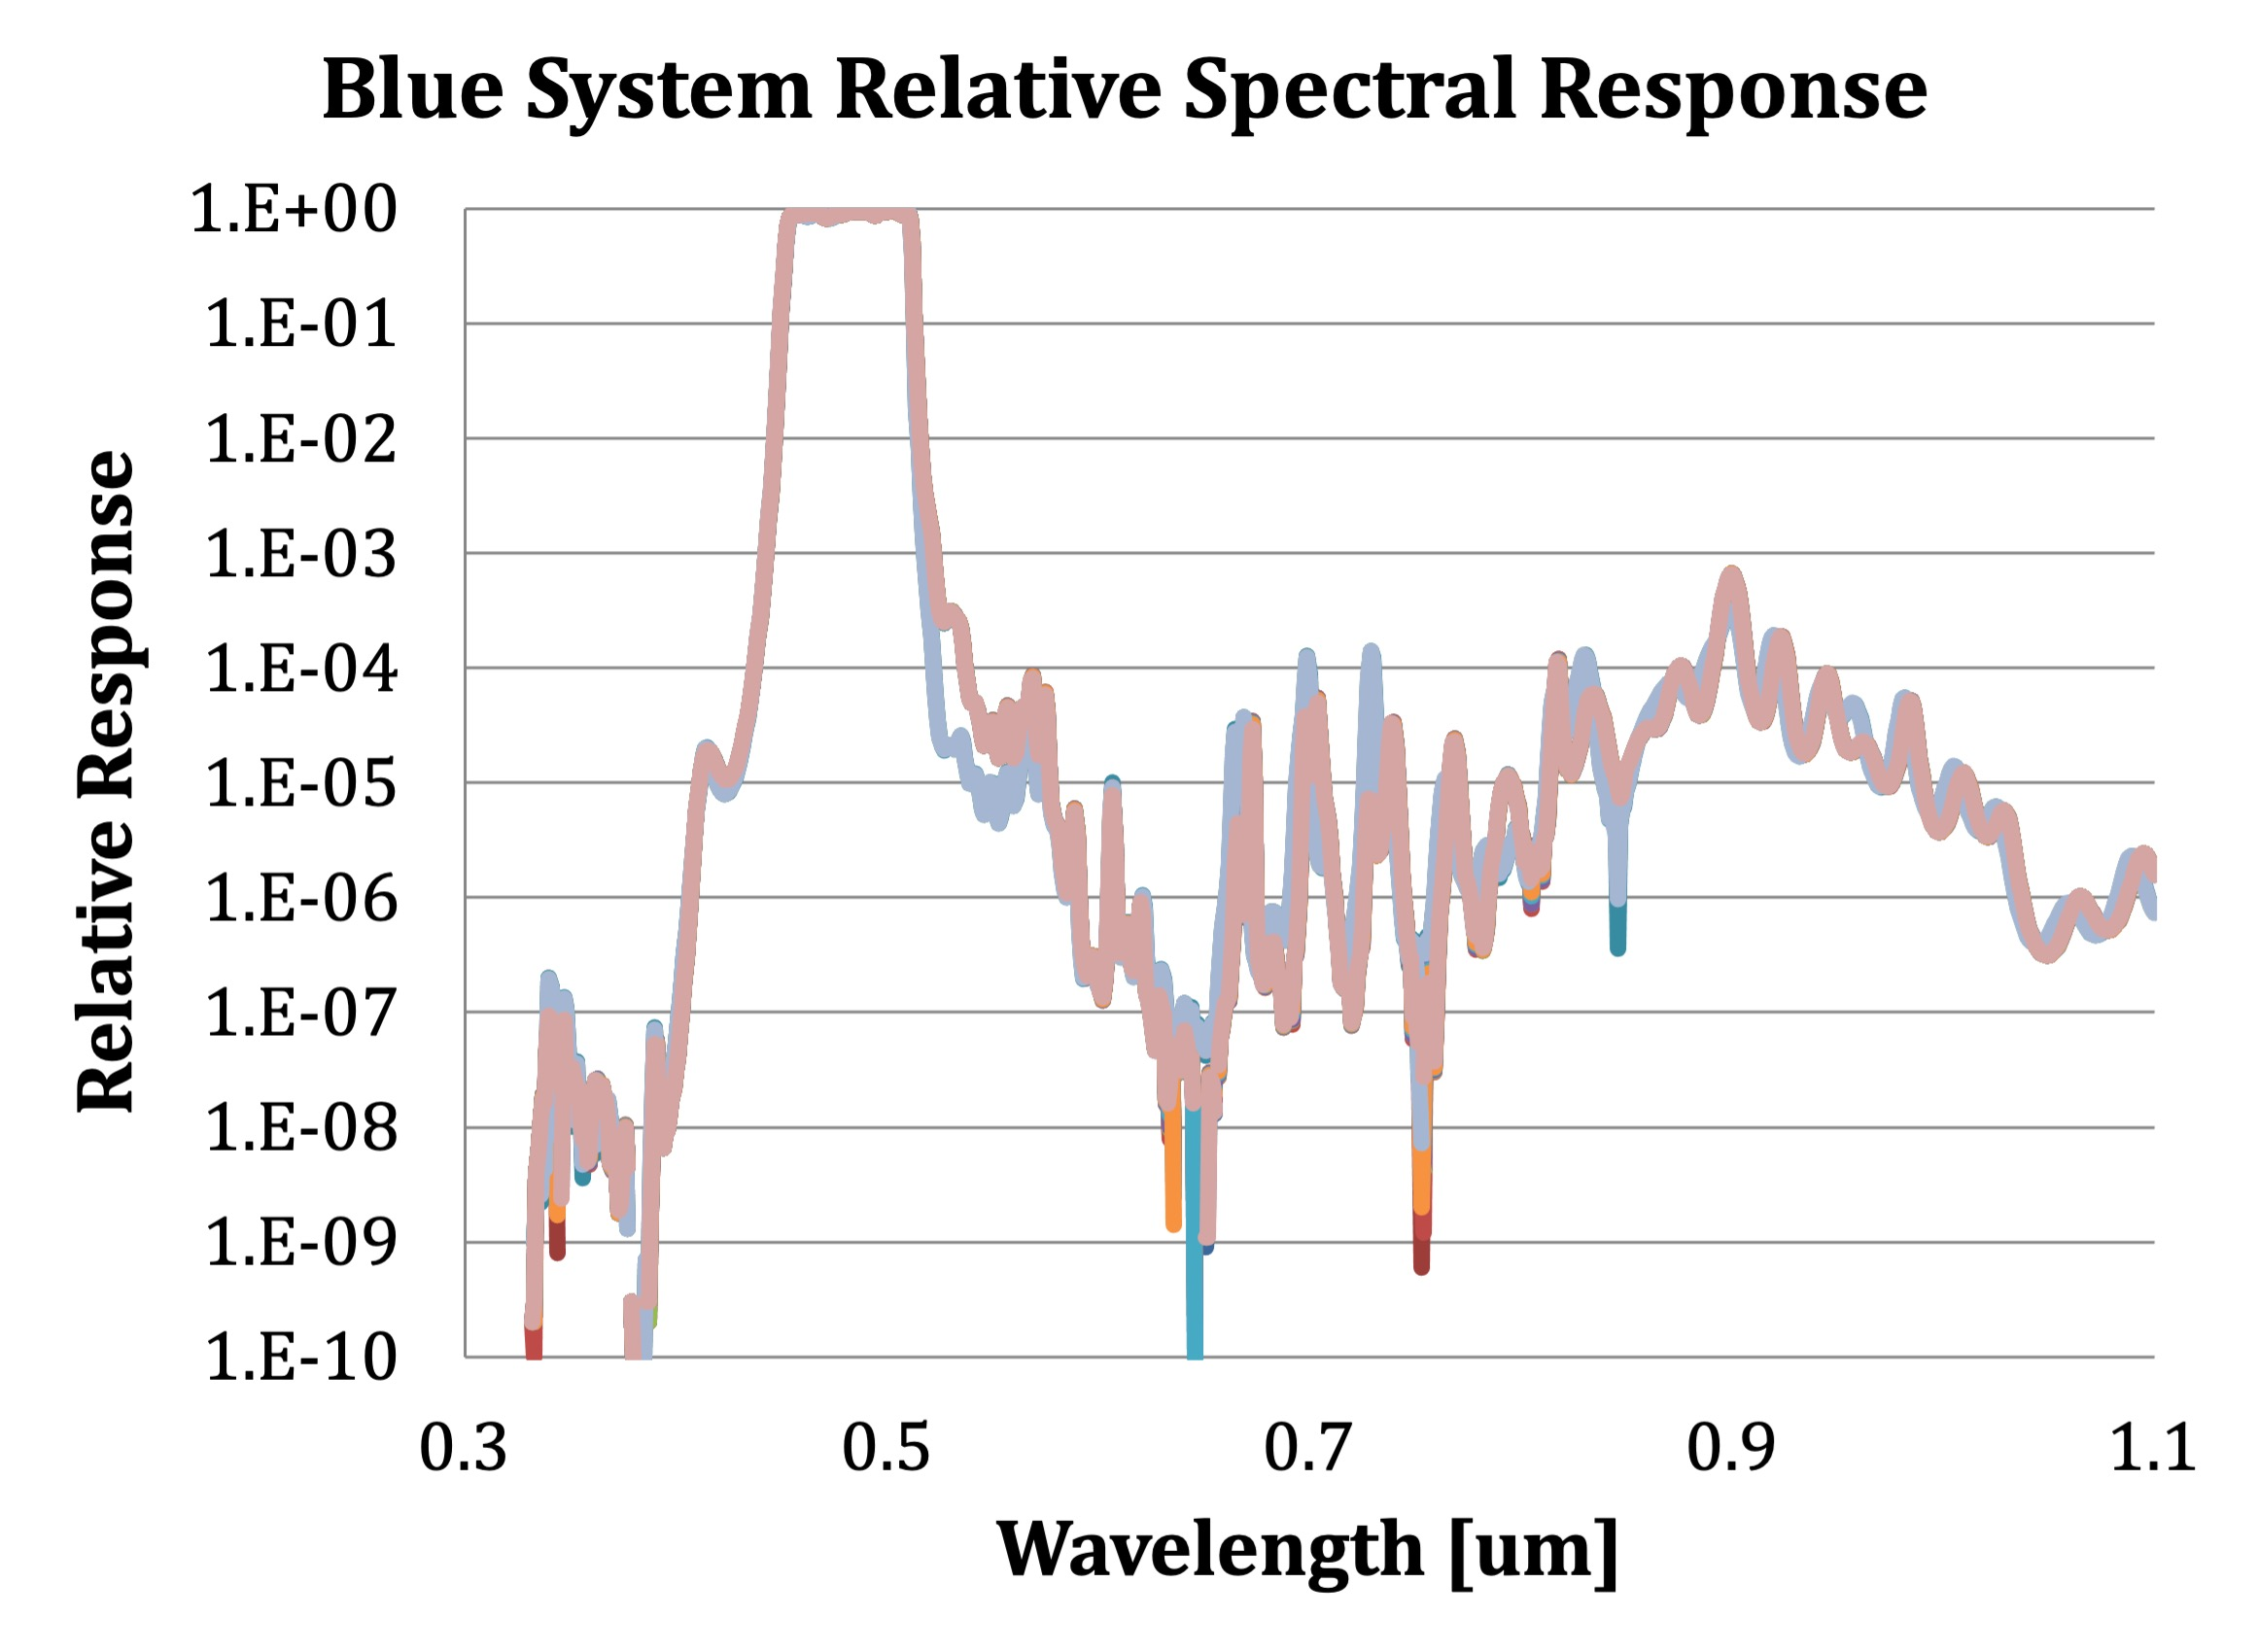 Blue System Relative Spectral Response
Relative Response
1.E+00
1.E-01
1.E-02
1.E-03
1.E-04
1.E-05
1.E-06
1.E-07
1.E-08
1.E-09
1.E-10
0.3 0.5 0.7 0.9 1.1
Wavelength [um]